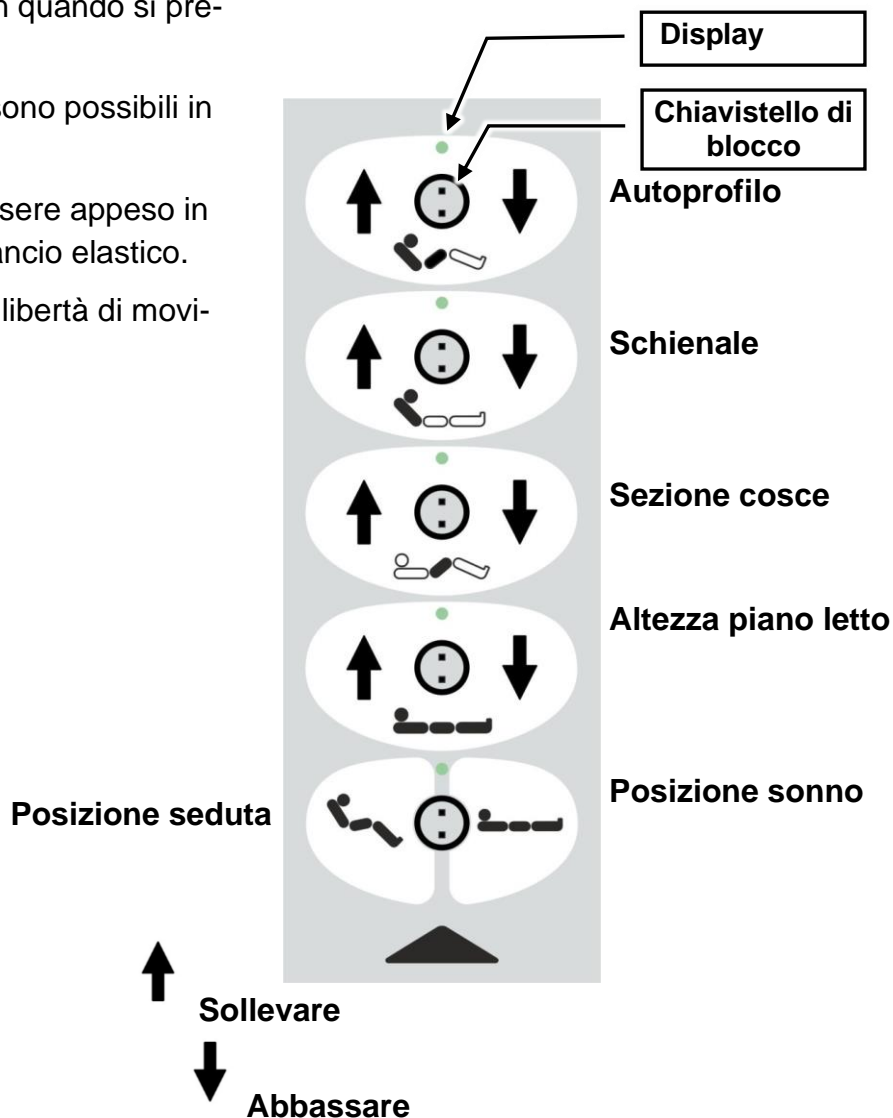 quando si pre-
sono possibili in
sere appeso in
ancio elastico.
libertà di movi-
Display
Chiavistello di
blocco
Autoprofilo
Schienale
Sezione cosce
Altezza piano letto
Posizione sonno
Posizione seduta
Sollevare
Abbassare